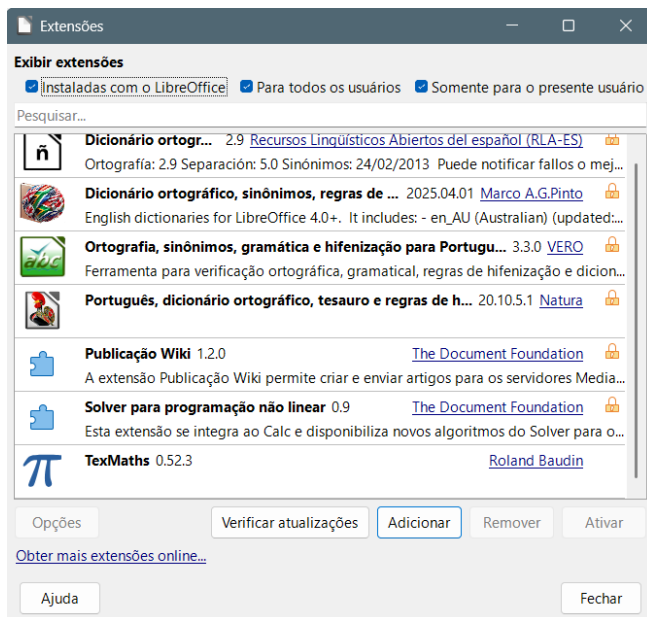 Extensões
Exibir extensões
Instaladas com o LibreOffice Para todos os usuários Somente para o presente usuário
Pesquisar...
ñ
Dicionário ortogr... 2.9 Recursos Lingüísticos Abiertos del español (RLA-ES)
Ortografía: 2.9 Separación: 5.0 Sinónimos: 24/02/2013 Puede notificar fallos o mej...
Dicionário ortográfico, sinônimos, regras de ... 2025.04.01 Marco A.G.Pinto
English dictionaries for LibreOffice 4.0+. It includes: - en_AU (Australian) (updated:...
abc
Ortografia, sinônimos, gramática e hifenização para Portugu... 3.3.0 VERO
Ferramenta para verificação ortográfica, gramatical, regras de hifenização e dicion...
Português, dicionário ortográfico, tesauro e regras de h... 20.10.5.1 Natura
Publicação Wiki 1.2.0 The Document Foundation
A extensão Publicação Wiki permite criar e enviar artigos para os servidores Media...
Solver para programação não linear 0.9 The Document Foundation
Esta extensão se integra ao Calc e disponibiliza novos algoritmos do Solver para o...
π
TexMaths 0.52.3 Roland Baudin
Opções Verificar atualizações Adicionar Remover Ativar
Obter mais extensões online...
Ajuda Fechar